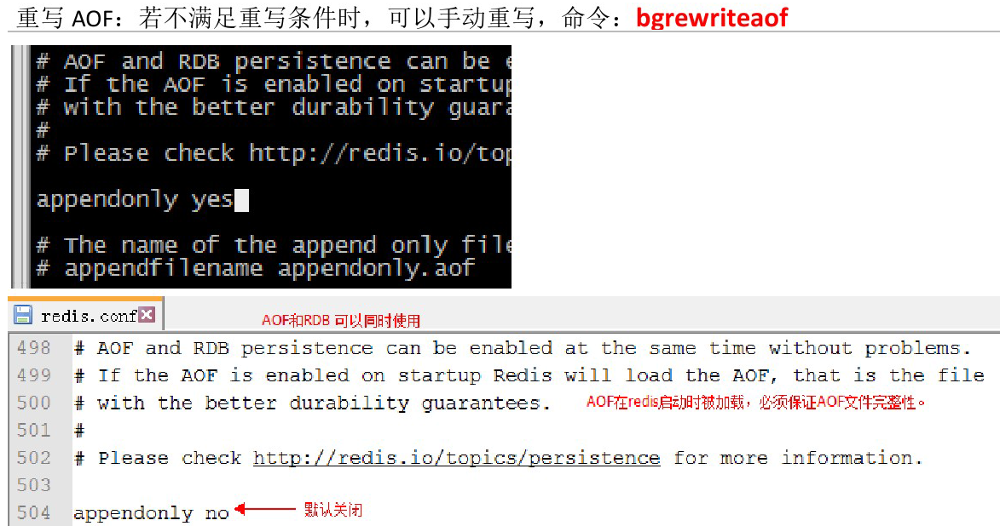 重写 AOF：若不满足重写条件时，可以手动重写，命令：bgrewriteaof
# AOF and RDB persistence can be
# If the AOF is enabled on startup
# with the better durability guara
#
# Please check http://redis.io/top
appendonly yes
# The name of the append only file
# appendfilename appendonly.aof
redis.conf
AOF和RDB 可以同时使用
498 # AOF and RDB persistence can be enabled at the same time without problems.
499 # If the AOF is enabled on startup Redis will load the AOF, that is the file
500 # with the better durability guarantees. AOF在redis启动时被加载，必须保证AOF文件完整性。
501 #
502 # Please check http://redis.io/topics/persistence for more information.
503
504 appendonly no 默认关闭